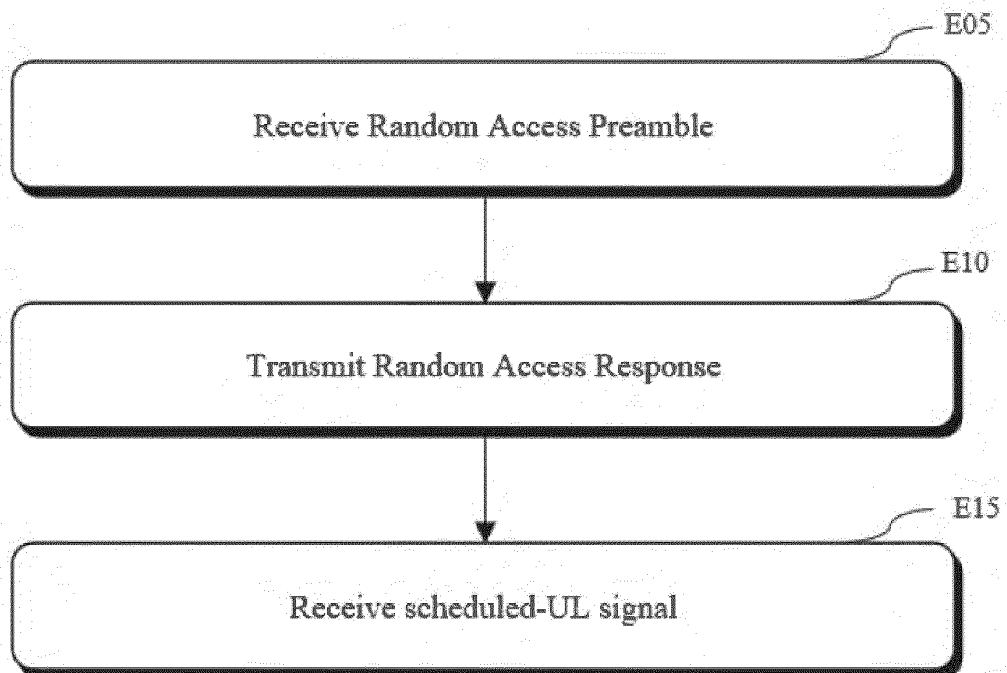 E05
Receive Random Access Preamble
E10
Transmit Random Access Response
E15
Receive scheduled-UL signal